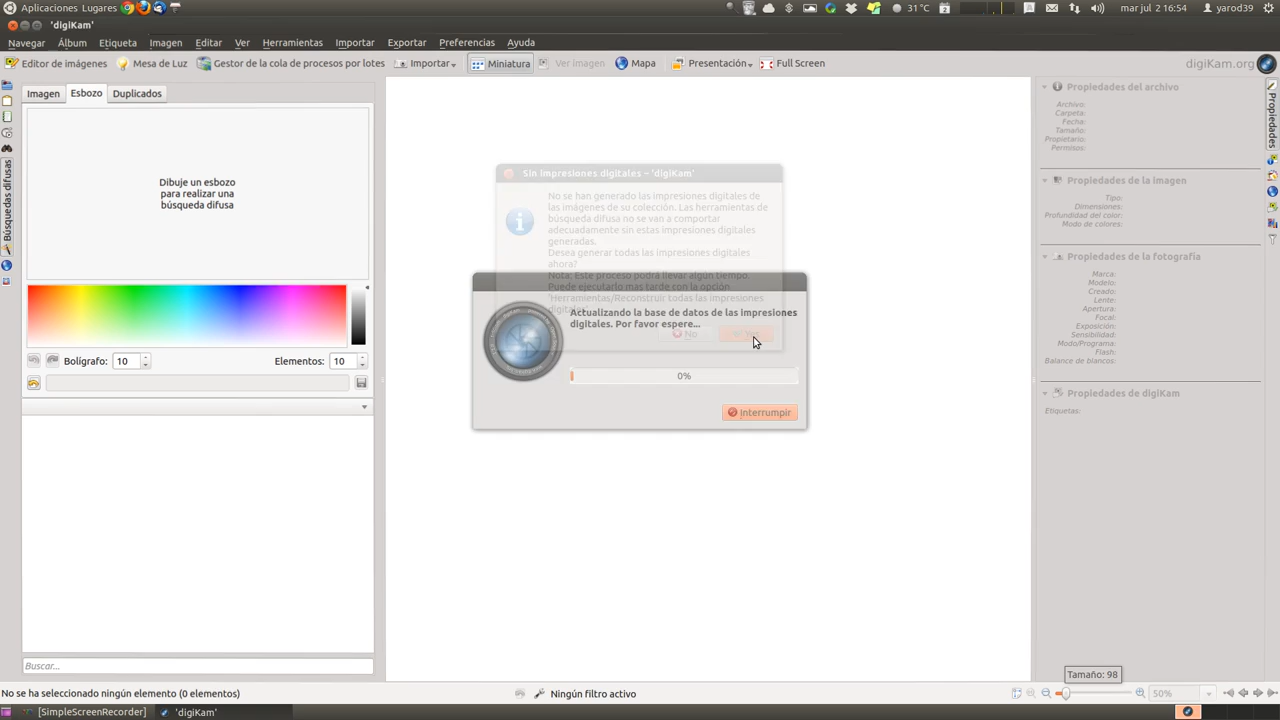 Aplicaciones Lugares
31°C
mar jul 2 16:54
yarod39
'digiKam'
Navegar Álbum Etiqueta Imagen Editar Ver Herramientas Importar Exportar Preferencias Ayuda
Editor de imágenes Mesa de Luz Gestor de la cola de procesos por lotes Importar Miniatura Ver imagen Mapa Presentación Full Screen
digiKam.org
Imagen Esbozo Duplicados
Búsquedas difusas
Dibuje un esbozo
para realizar una
búsqueda difusa
Bolígrafo: 10 Elementos: 10
Buscar...
Sin impresiones digitales – 'digiKam'
No se han generado las impresiones digitales de
las imágenes de su colección. Las herramientas de
búsqueda difusa no se van a comportar
adecuadamente sin estas impresiones digitales
generadas.
Desea generar todas las impresiones digitales
ahora?
Nota: Este proceso podrá llevar algún tiempo.
Puede ejecutarlo mas tarde con la opción
'Herramientas/Reconstruir todas las impresiones
No Yes
Actualizando la base de datos de las impresiones
digitales. Por favor espere...
0%
Interrumpir
Propiedades
Propiedades del archivo
Archivo:
Carpeta:
Fecha:
Tamaño:
Propietario:
Permisos:
Propiedades de la imagen
Tipo:
Dimensiones:
Profundidad del color:
Modo de colores:
Propiedades de la fotografía
Marca:
Modelo:
Creado:
Lente:
Apertura:
Focal:
Exposición:
Sensibilidad:
Modo/Programa:
Flash:
Balance de blancos:
Propiedades de digiKam
Etiquetas:
Tamaño: 98
No se ha seleccionado ningún elemento (0 elementos)
Ningún filtro activo
50%
[SimpleScreenRecorder] 'digiKam'